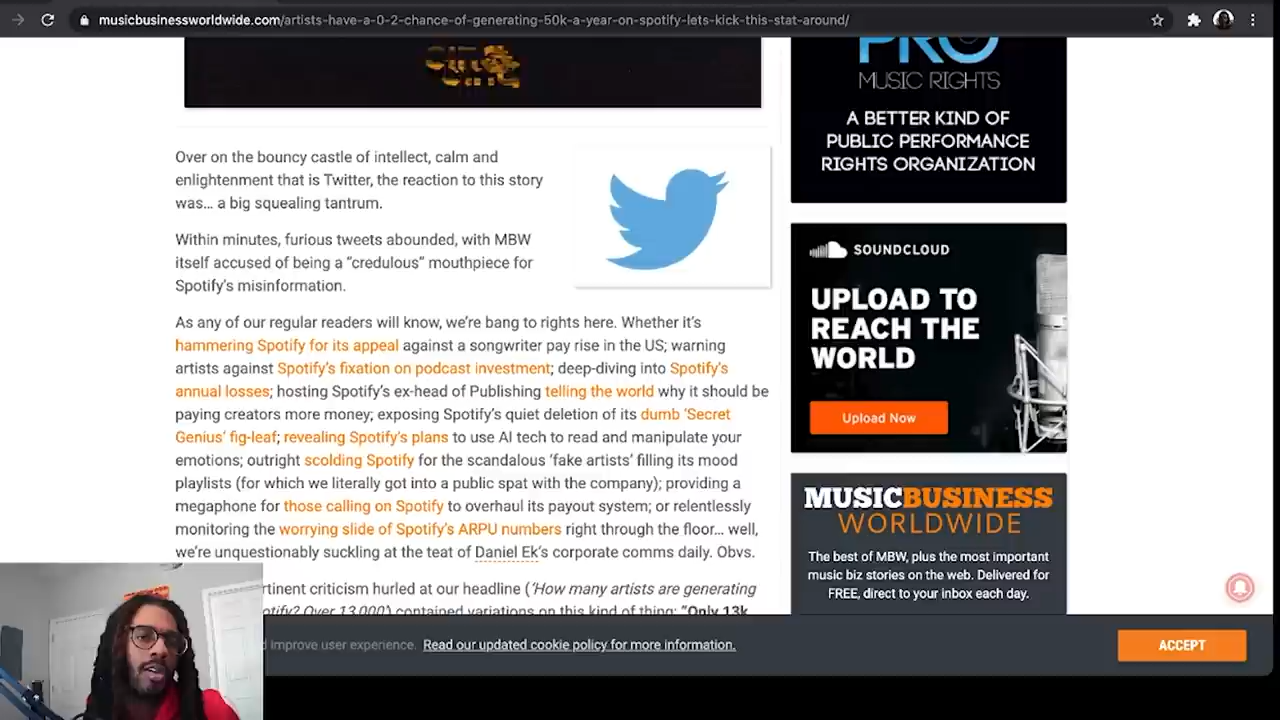 musicbusinessworldwide.com/artists-have-a-0-2-chance-of-generating-50k-a-year-on-spotify-lets-kick-this-stat-around/
Over on the bouncy castle of intellect, calm and
enlightenment that is Twitter, the reaction to this story
was… a big squealing tantrum.
Within minutes, furious tweets abounded, with MBW
itself accused of being a “credulous” mouthpiece for
Spotify’s misinformation.
As any of our regular readers will know, we’re bang to rights here. Whether it’s
hammering Spotify for its appeal against a songwriter pay rise in the US; warning
artists against Spotify’s fixation on podcast investment; deep-diving into Spotify’s
annual losses; hosting Spotify’s ex-head of Publishing telling the world why it should be
paying creators more money; exposing Spotify’s quiet deletion of its dumb ‘Secret
Genius’ fig-leaf; revealing Spotify’s plans to use AI tech to read and manipulate your
emotions; outright scolding Spotify for the scandalous ‘fake artists’ filling its mood
playlists (for which we literally got into a public spat with the company); providing a
megaphone for those calling on Spotify to overhaul its payout system; or relentlessly
monitoring the worrying slide of Spotify’s ARPU numbers right through the floor… well,
we’re unquestionably suckling at the teat of Daniel Ek’s corporate comms daily. Obvs.
criticism hurled at our headline (‘How many artists are generating
Over 13,000’) contained variations on this kind of thing: “Only 13k
PRO
MUSIC RIGHTS
A BETTER KIND OF
PUBLIC PERFORMANCE
RIGHTS ORGANIZATION
SOUNDCLOUD
UPLOAD TO
REACH THE
WORLD
Upload Now
MUSICBUSINESS
WORLDWIDE
The best of MBW, plus the most important
music biz stories on the web. Delivered for
FREE, direct to your inbox each day.
improve user experience. Read our updated cookie policy for more information.
ACCEPT